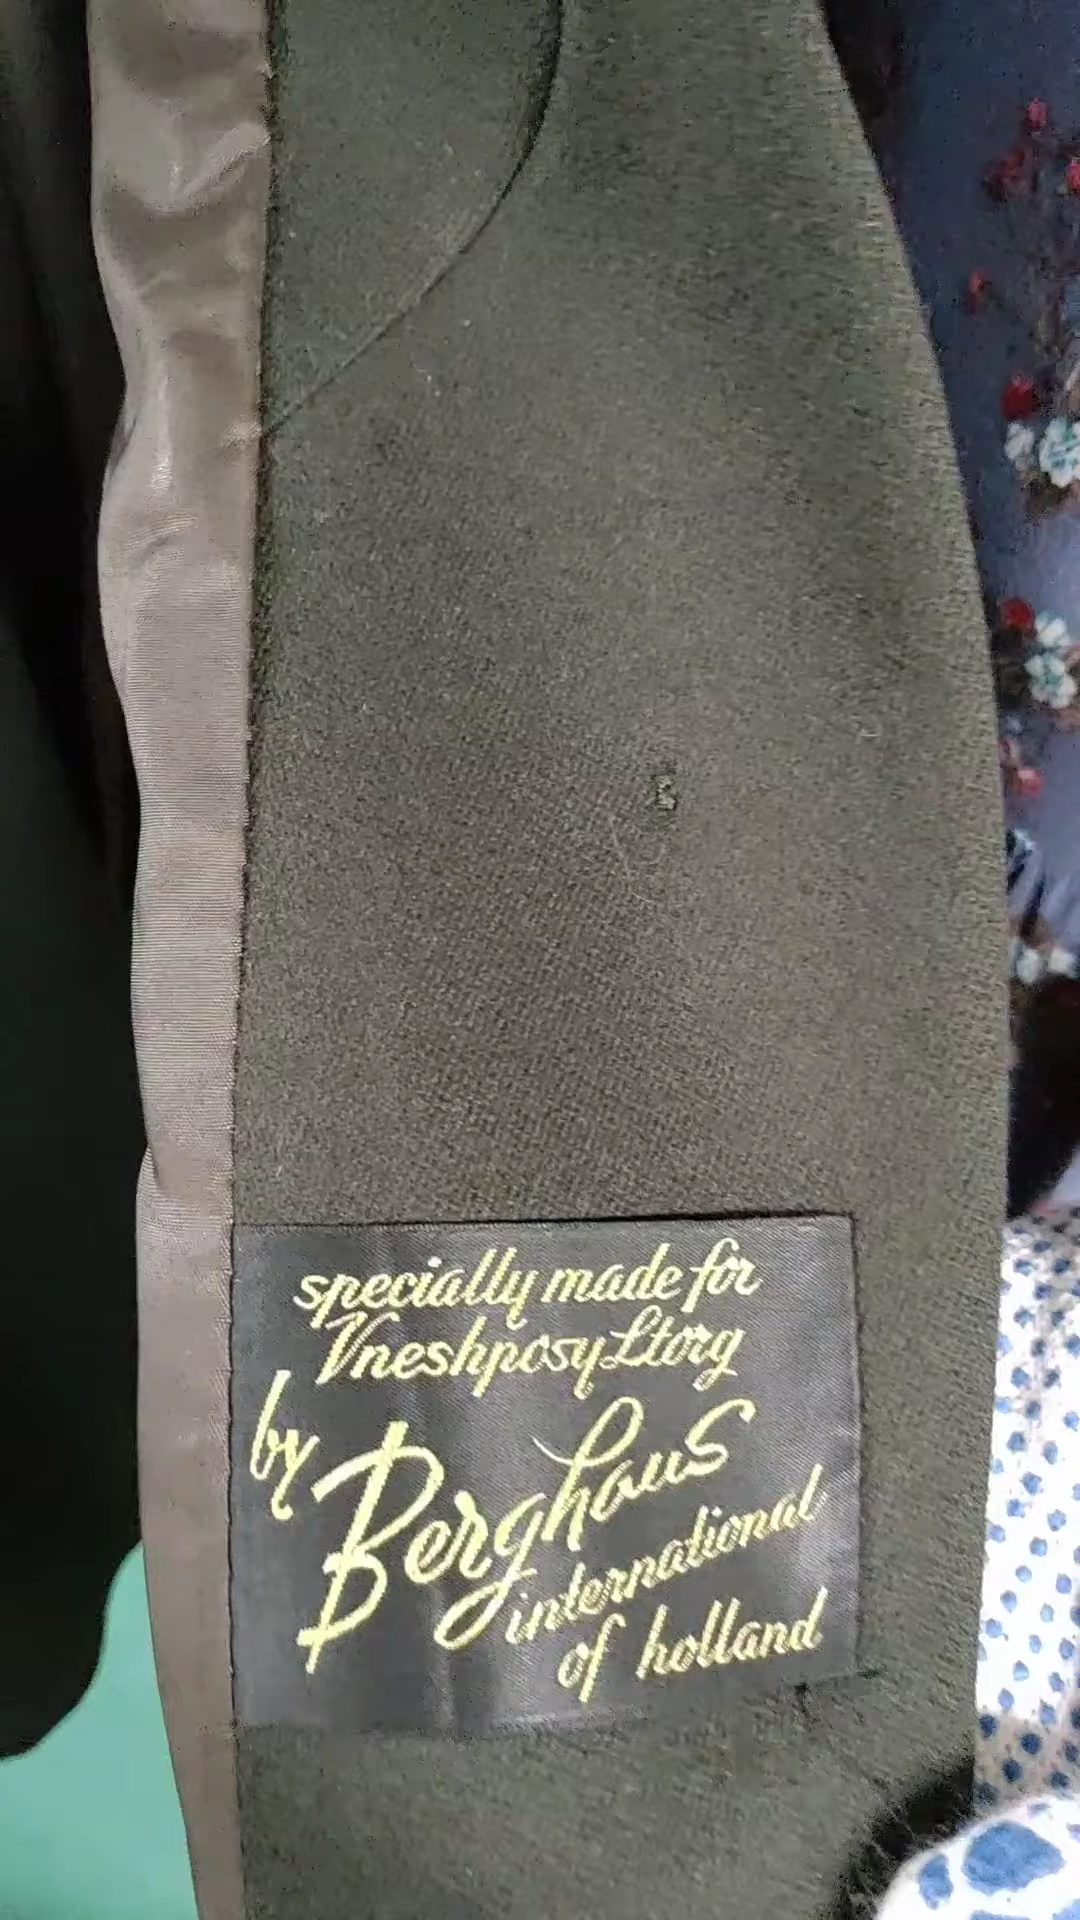 specially made for
VneshposyLtorg
by
Berghaus
international
of holland